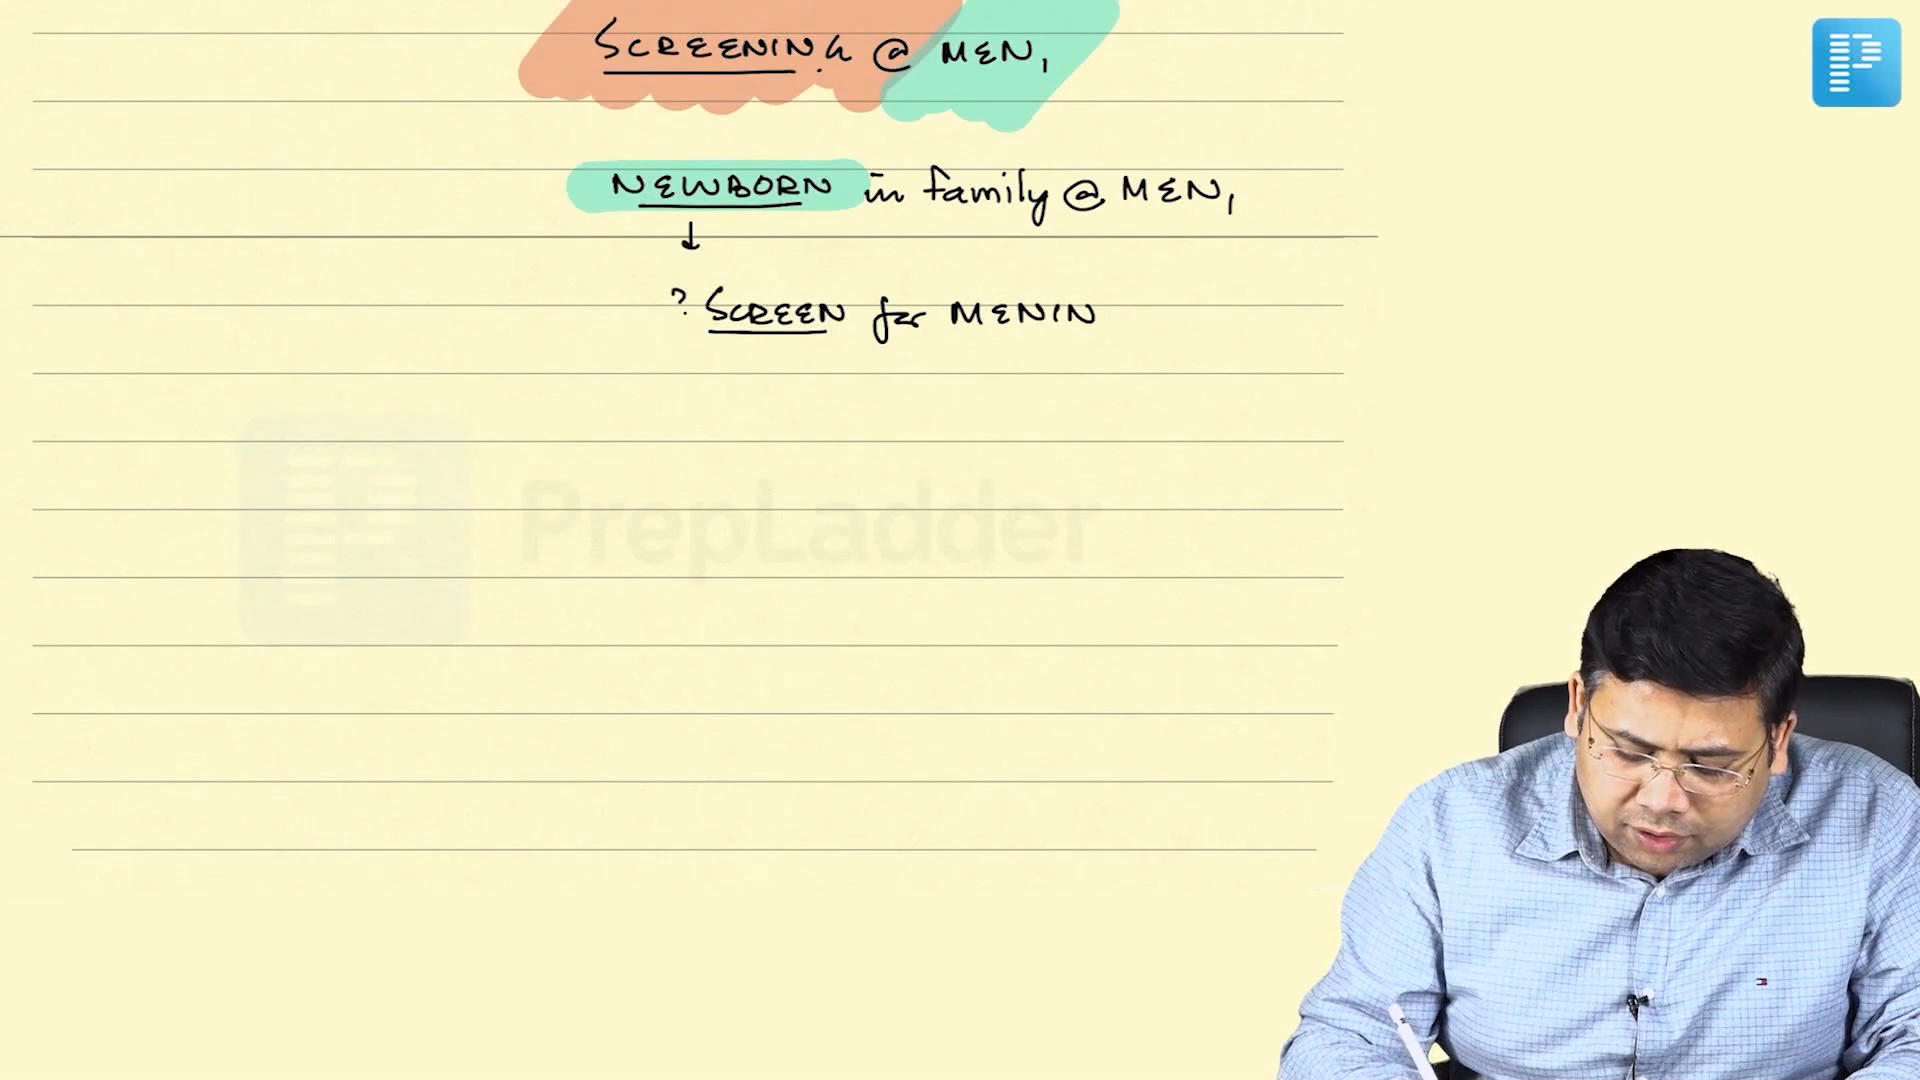 SCREENING @ MEN1
NEWBORN in family @ MEN1
↓
? SCREEN for MENIN
PrepLadder